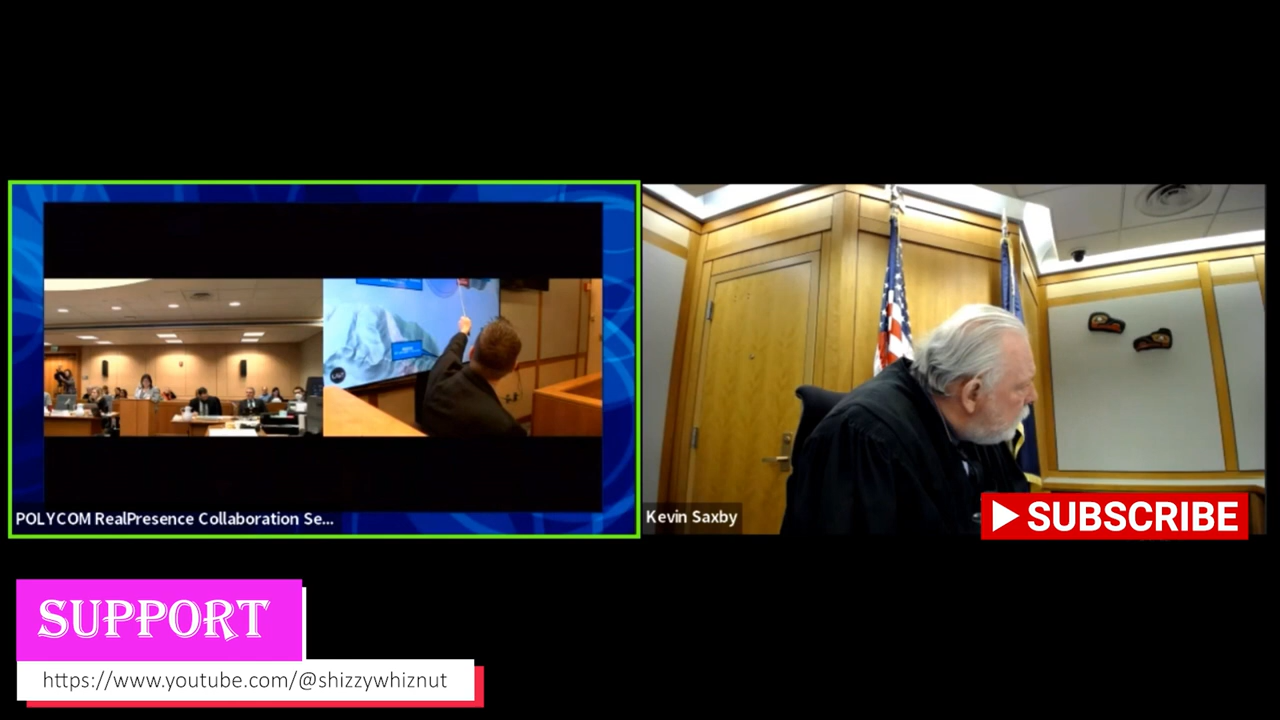 POLYCOM RealPresence Collaboration Se...
Kevin Saxby
SUBSCRIBE
SUPPORT
https://www.youtube.com/@shizzywhiznut